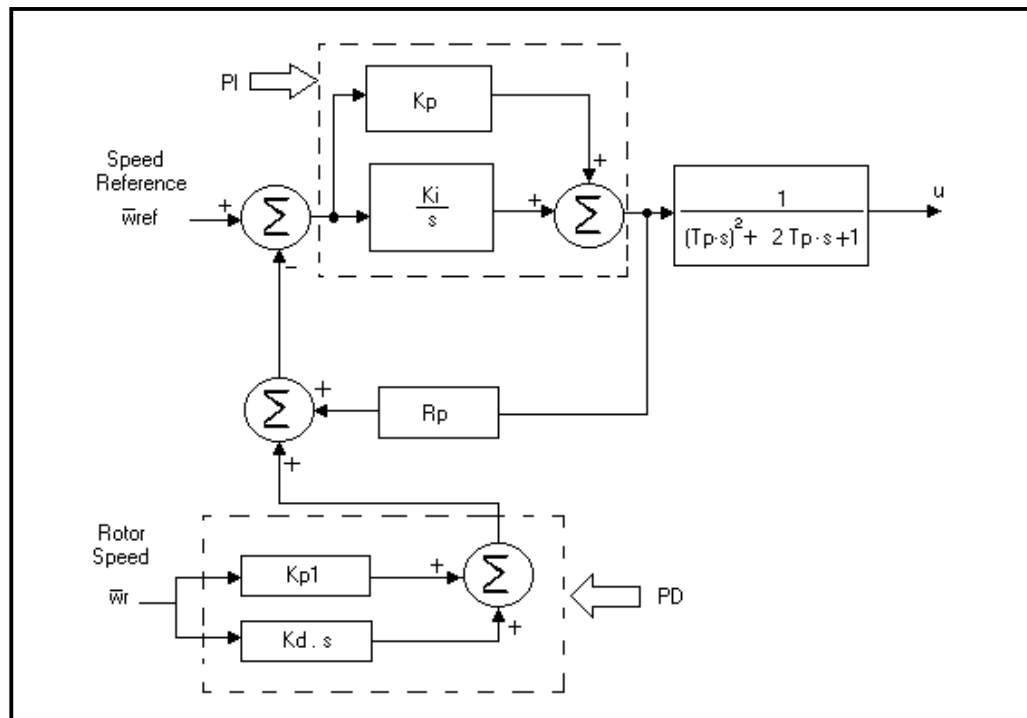 PI
Kp
+
Speed
Reference
w̅ref
+
Σ
-
Ki
s
+
+
Σ
1
(Tp·s)² + 2 Tp·s+1
u
Σ
+
+
Rp
Rotor
Speed
w̅r
Kp1
Kd . s
+
+
Σ
PD